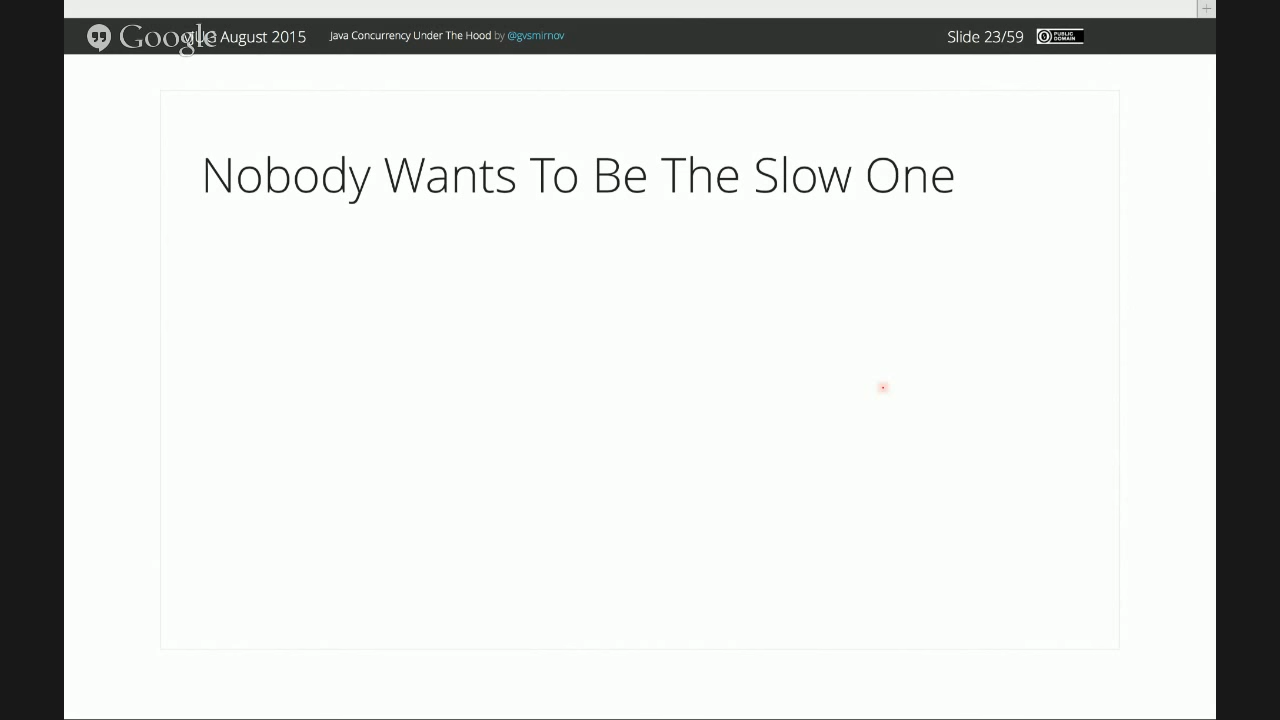 Google
August 2015
Java Concurrency Under The Hood by @gvsmirnov
Slide 23/59
PUBLIC
DOMAIN
Nobody Wants To Be The Slow One